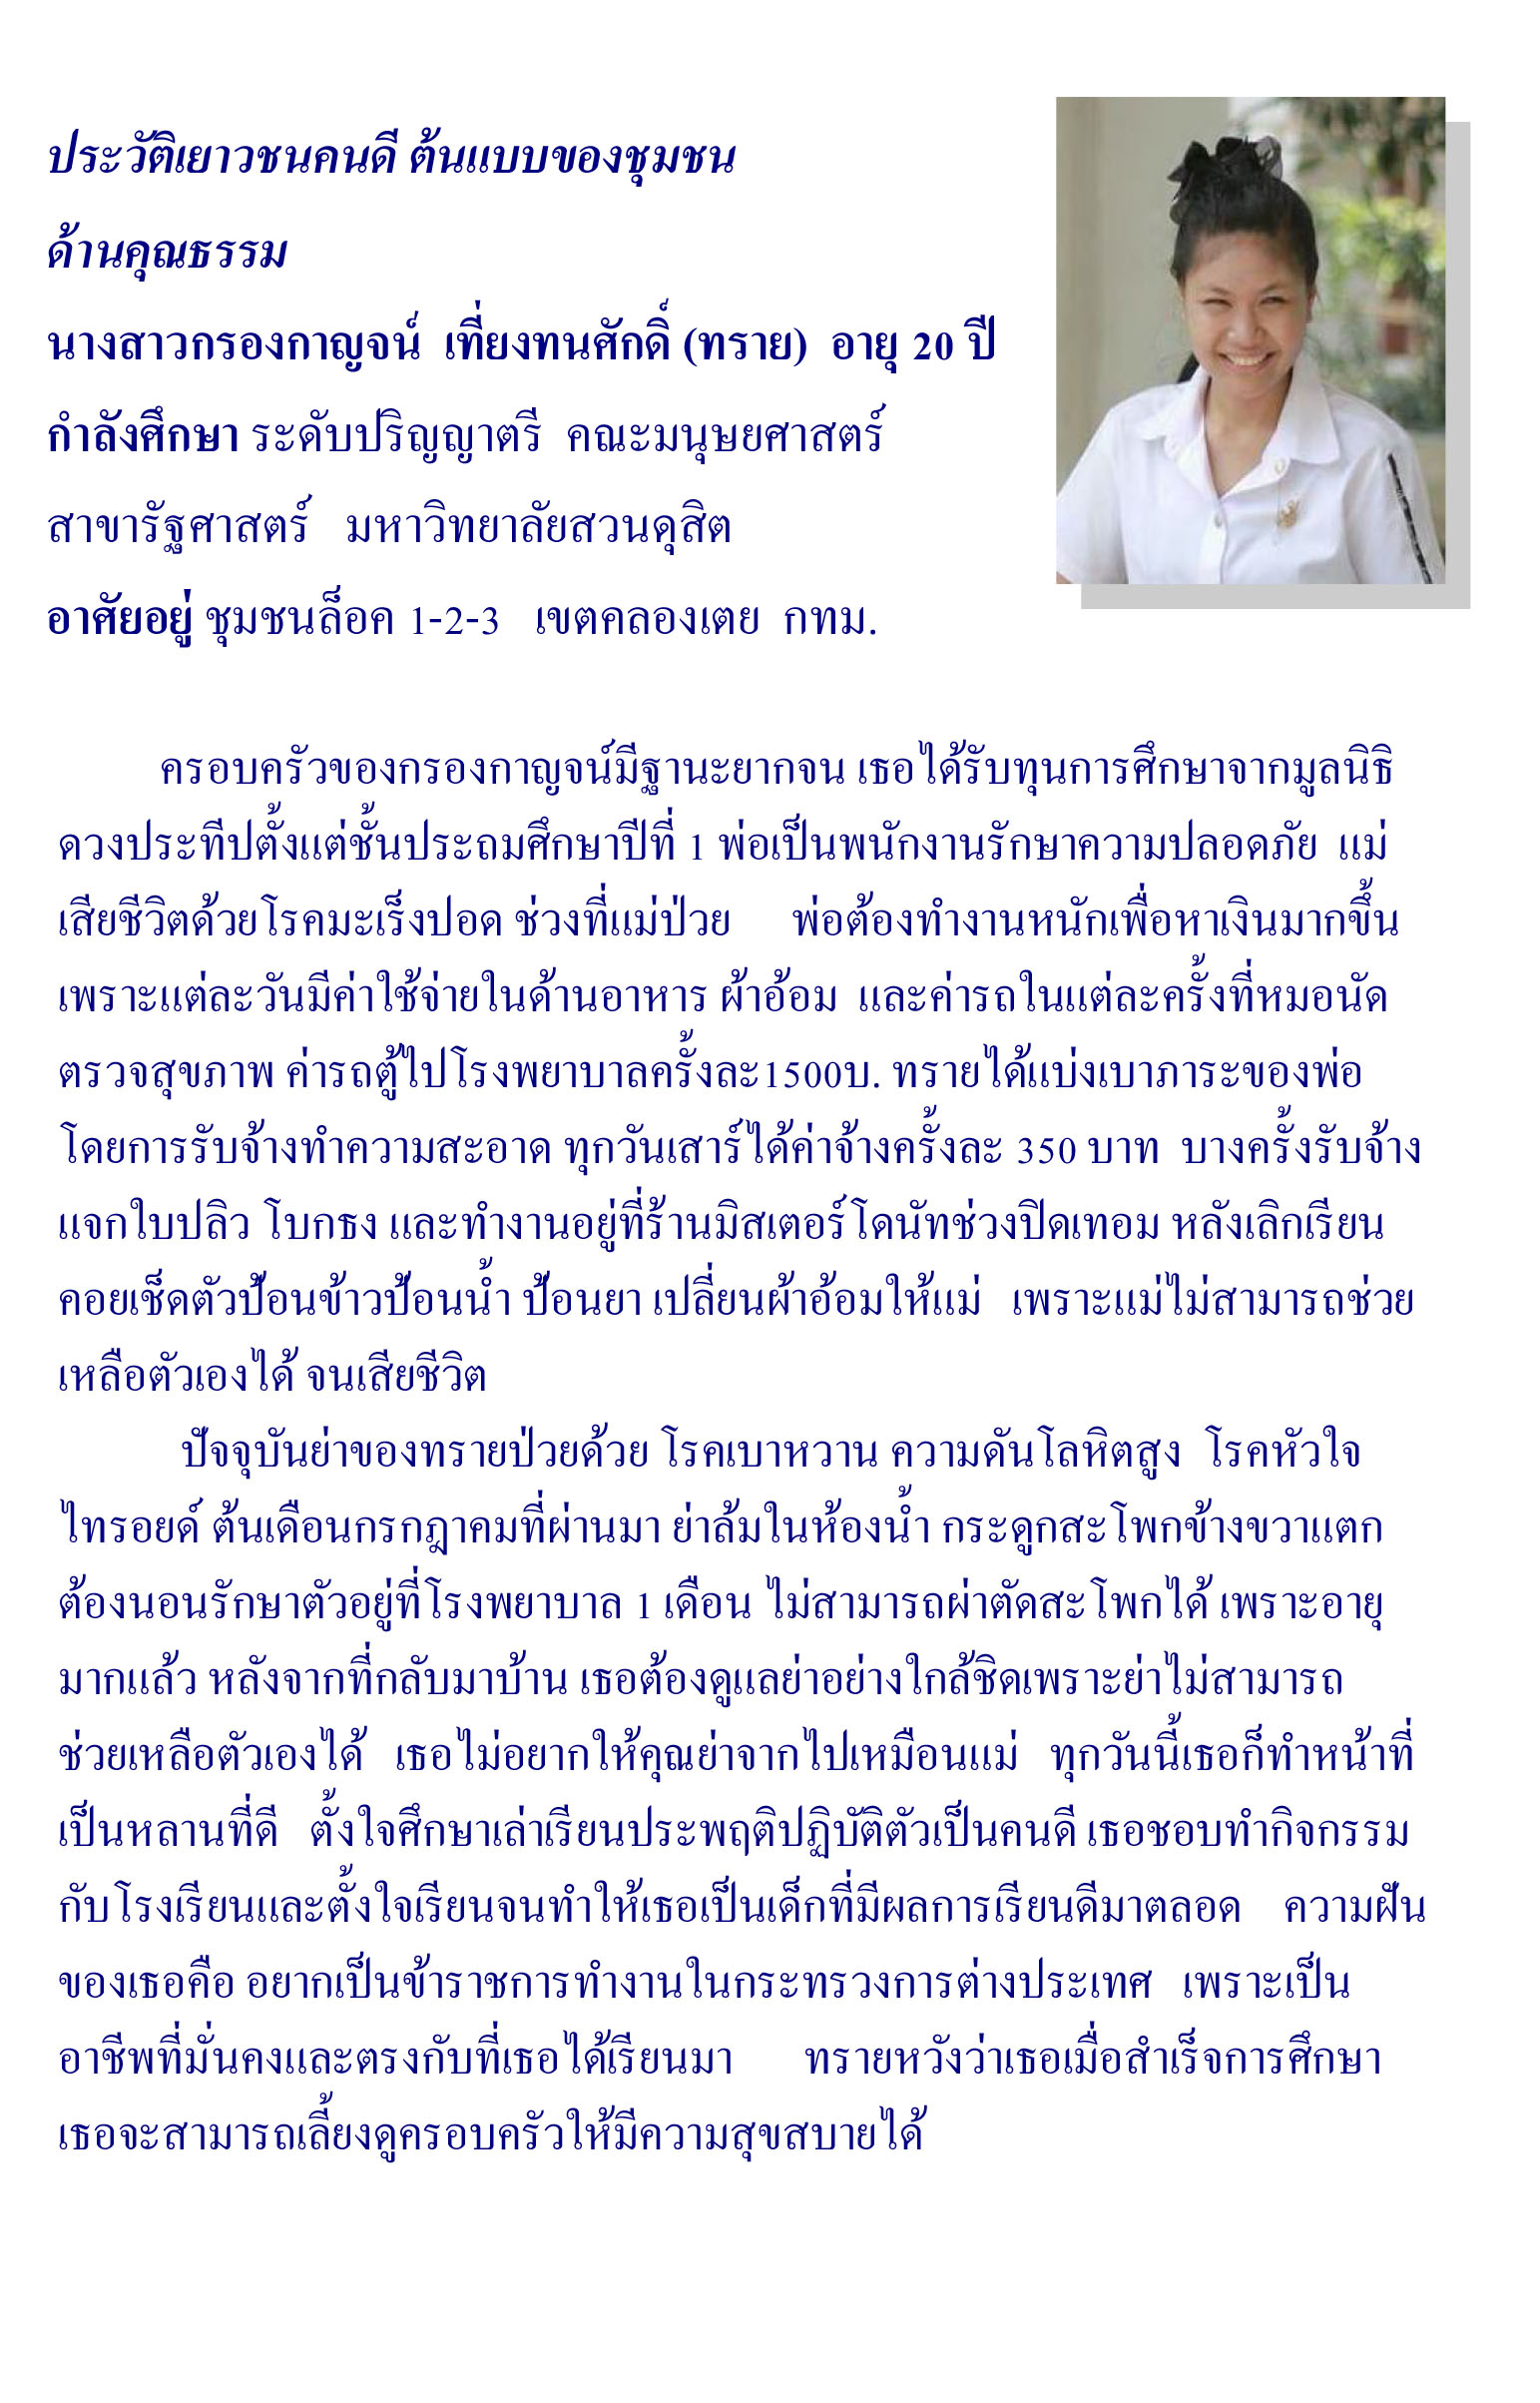 ประวัติเยาวชนคนดี ต้นแบบของชุมชน
ด้านคุณธรรม
นางสาวกรองกาญจน์ เที่ยงทนศักดิ์ (ทราย) อายุ 20 ปี
กำลังศึกษา ระดับปริญญาตรี คณะมนุษยศาสตร์
สาขารัฐศาสตร์ มหาวิทยาลัยสวนดุสิต
อาศัยอยู่ ชุมชนล็อค 1-2-3 เขตคลองเตย กทม.
ครอบครัวของกรองกาญจน์มีฐานะยากจน เธอได้รับทุนการศึกษาจากมูลนิธิ
ดวงประทีปตั้งแต่ชั้นประถมศึกษาปีที่ 1 พ่อเป็นพนักงานรักษาความปลอดภัย แม่
เสียชีวิตด้วยโรคมะเร็งปอด ช่วงที่แม่ป่วย พ่อต้องทำงานหนักเพื่อหาเงินมากขึ้น
เพราะแต่ละวันมีค่าใช้จ่ายในด้านอาหาร ผ้าอ้อม และค่ารถในแต่ละครั้งที่หมอนัด
ตรวจสุขภาพ ค่ารถตู้ไปโรงพยาบาลครั้งละ1500บ. ทรายได้แบ่งเบาภาระของพ่อ
โดยการรับจ้างทำความสะอาด ทุกวันเสาร์ได้ค่าจ้างครั้งละ 350 บาท บางครั้งรับจ้าง
แจกใบปลิว โบกธง และทำงานอยู่ที่ร้านมิสเตอร์โดนัทช่วงปิดเทอม หลังเลิกเรียน
คอยเช็ดตัวป้อนข้าวป้อนน้ำ ป้อนยา เปลี่ยนผ้าอ้อมให้แม่ เพราะแม่ไม่สามารถช่วย
เหลือตัวเองได้ จนเสียชีวิต
ปัจจุบันย่าของทรายป่วยด้วย โรคเบาหวาน ความดันโลหิตสูง โรคหัวใจ
ไทรอยด์ ต้นเดือนกรกฎาคมที่ผ่านมา ย่าล้มในห้องน้ำ กระดูกสะโพกข้างขวาแตก
ต้องนอนรักษาตัวอยู่ที่โรงพยาบาล 1 เดือน ไม่สามารถผ่าตัดสะโพกได้ เพราะอายุ
มากแล้ว หลังจากที่กลับมาบ้าน เธอต้องดูแลย่าอย่างใกล้ชิดเพราะย่าไม่สามารถ
ช่วยเหลือตัวเองได้ เธอไม่อยากให้คุณย่าจากไปเหมือนแม่ ทุกวันนี้เธอก็ทำหน้าที่
เป็นหลานที่ดี ตั้งใจศึกษาเล่าเรียนประพฤติปฏิบัติตัวเป็นคนดี เธอชอบทำกิจกรรม
กับโรงเรียนและตั้งใจเรียนจนทำให้เธอเป็นเด็กที่มีผลการเรียนดีมาตลอด ความฝัน
ของเธอคือ อยากเป็นข้าราชการทำงานในกระทรวงการต่างประเทศ เพราะเป็น
อาชีพที่มั่นคงและตรงกับที่เธอได้เรียนมา ทรายหวังว่าเธอเมื่อสำเร็จการศึกษา
เธอจะสามารถเลี้ยงดูครอบครัวให้มีความสุขสบายได้